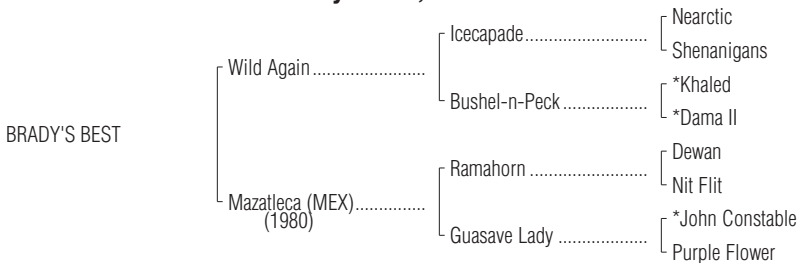 Nearctic
Icecapade
Shenanigans
Wild Again
*Khaled
Bushel-n-Peck
*Dama II
BRADY'S BEST
Dewan
Ramahorn
Nit Flit
Mazatleca (MEX)
(1980)
*John Constable
Guasave Lady
Purple Flower